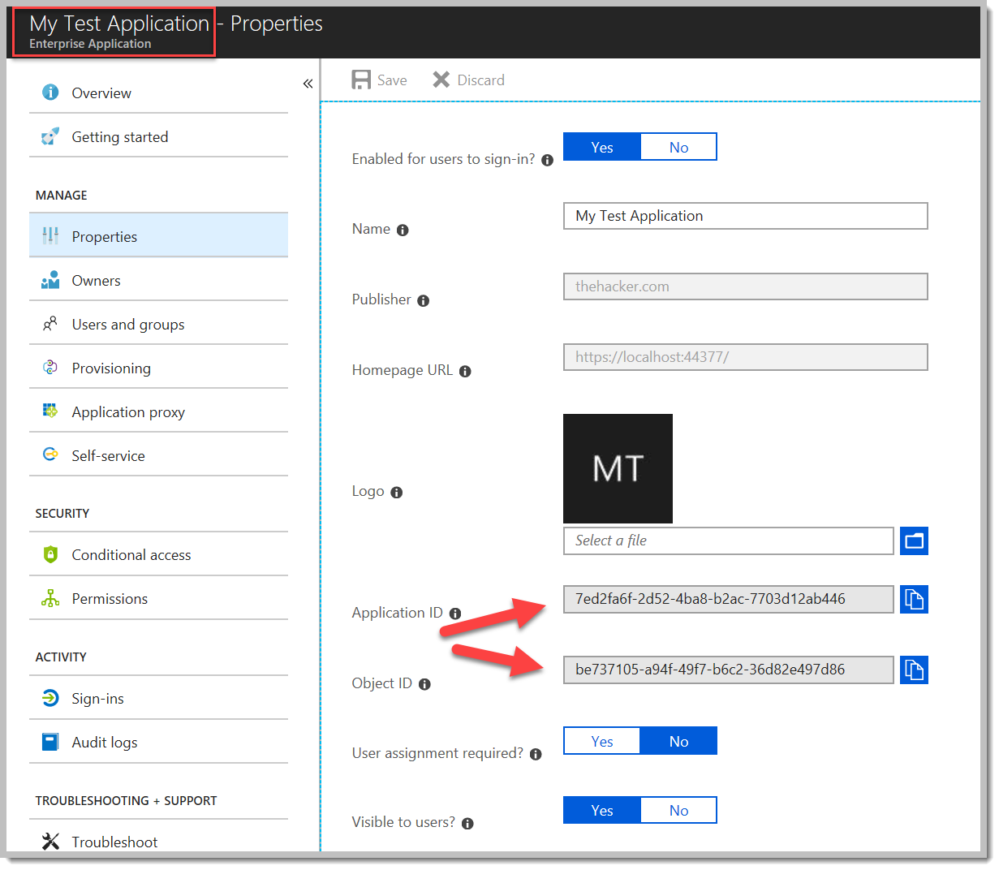 My Test Application - Properties
Enterprise Application
«
Overview
Getting started
MANAGE
Properties
Owners
Users and groups
Provisioning
Application proxy
Self-service
SECURITY
Conditional access
Permissions
ACTIVITY
Sign-ins
Audit logs
TROUBLESHOOTING + SUPPORT
Troubleshoot
Save Discard
Enabled for users to sign-in? Yes No
Name My Test Application
Publisher thehacker.com
Homepage URL https://localhost:44377/
Logo MT
Select a file
Application ID 7ed2fa6f-2d52-4ba8-b2ac-7703d12ab446
Object ID be737105-a94f-49f7-b6c2-36d82e497d86
User assignment required? Yes No
Visible to users? Yes No